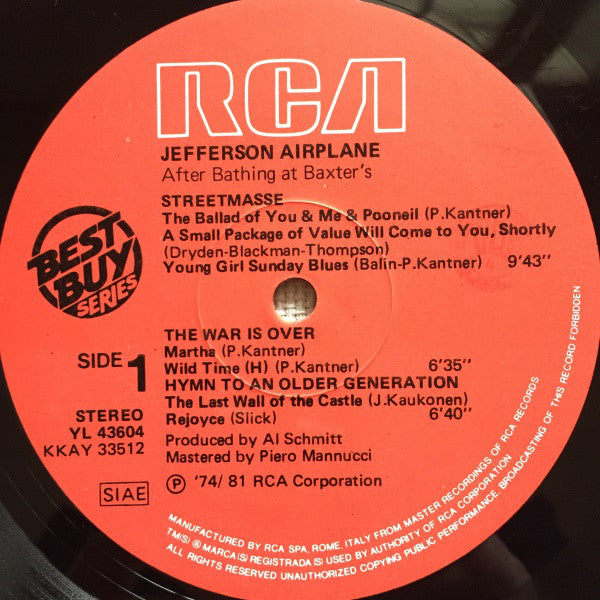 RCA
JEFFERSON AIRPLANE
After Bathing at Baxter's
STREETMASSE
The Ballad of You & Me & Pooneil (P.Kantner)
A Small Package of Value Will Come to You, Shortly
(Dryden-Blackman-Thompson)
Young Girl Sunday Blues (Balin-P.Kantner) 9'43"
BEST
BUY
SERIES
THE WAR IS OVER
Martha (P.Kantner)
Wild Time (H) (P.Kantner) 6'35"
HYMN TO AN OLDER GENERATION
The Last Wall of the Castle (J.Kaukonen)
Rejoyce (Slick) 6'40"
SIDE 1
STEREO
YL 43604
KKAY 33512
Produced by Al Schmitt
Mastered by Piero Mannucci
SIAE
Ⓟ '74/ 81 RCA Corporation
MANUFACTURED BY RCA SPA, ROME, ITALY FROM MASTER RECORDINGS OF RCA RECORDS
TM(S) ® MARCA(S) REGISTRADA(S) USED BY AUTHORITY OF RCA CORPORATION
ALL RIGHTS RESERVED UNAUTHORIZED COPYING PUBLIC PERFORMANCE, BROADCASTING OF THIS RECORD FORBIDDEN